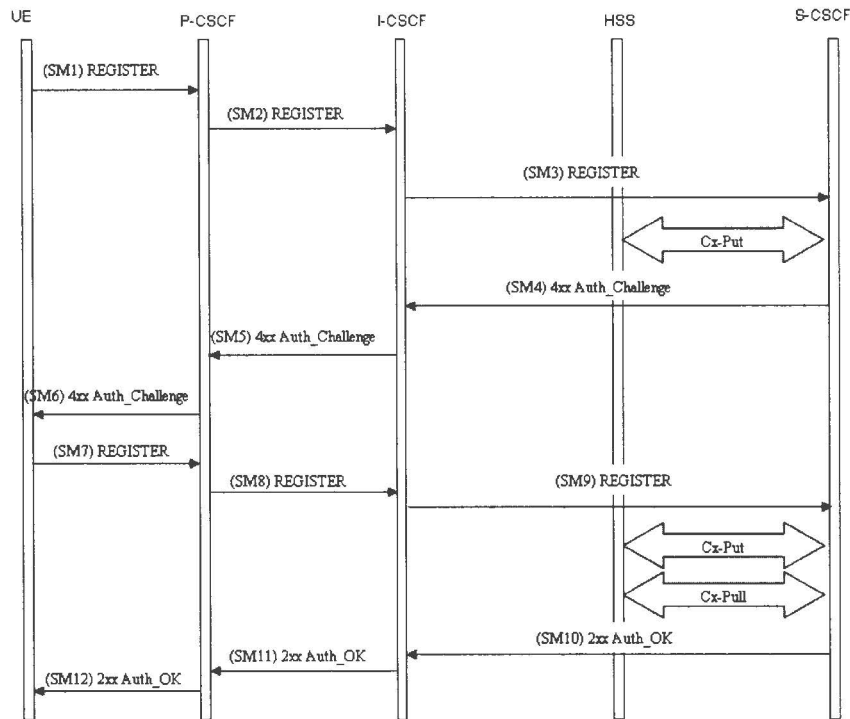 UE
P-CSCF
I-CSCF
HSS
S-CSCF
(SM1) REGISTER
(SM2) REGISTER
(SM3) REGISTER
Cx-Put
(SM4) 4xx Auth_Challenge
(SM5) 4xx Auth_Challenge
(SM6) 4xx Auth_Challenge
(SM7) REGISTER
(SM8) REGISTER
(SM9) REGISTER
Cx-Put
Cx-Pull
(SM10) 2xx Auth_OK
(SM11) 2xx Auth_OK
(SM12) 2xx Auth_OK